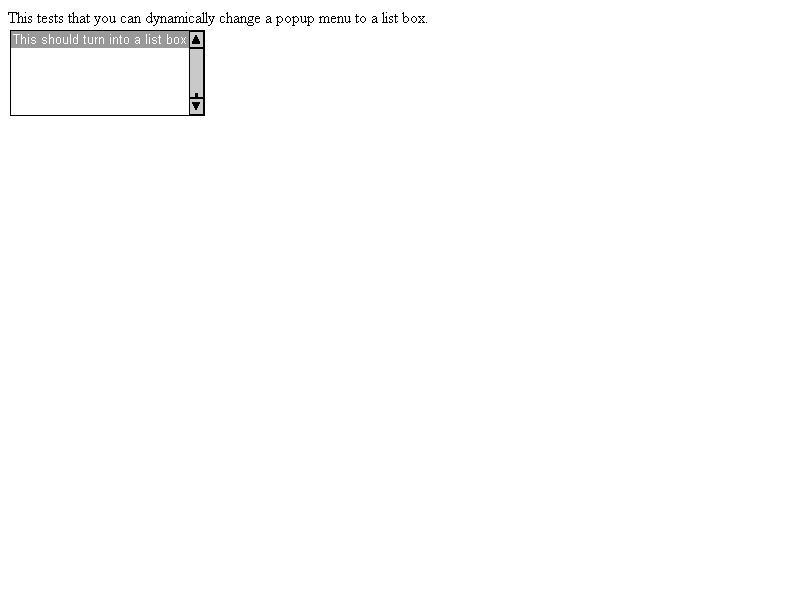 This tests that you can dynamically change a popup menu to a list box.
This should turn into a list box